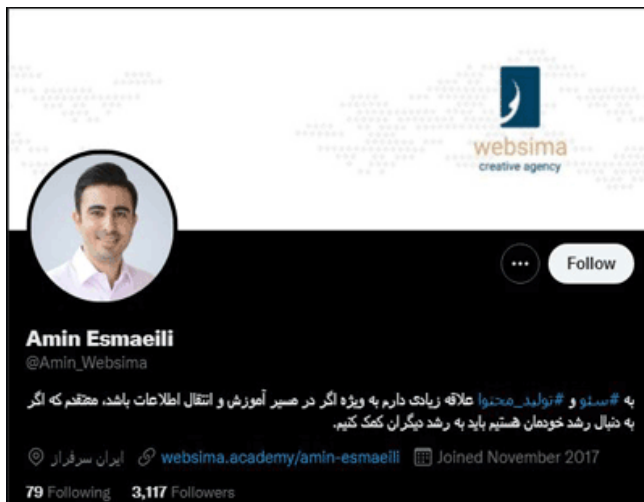 websima
creative agency
Follow
Amin Esmaeili
@Amin_Websima
به #سئو و #تولید_محتوا علاقه زیادی دارم به ویژه اگر در مسیر آموزش و انتقال اطلاعات باشد، معتقدم که اگر
به دنبال رشد خودمان هستیم باید به رشد دیگران کمک کنیم.
ایران سرفراز websima.academy/amin-esmaeili Joined November 2017
79 Following 3,117 Followers